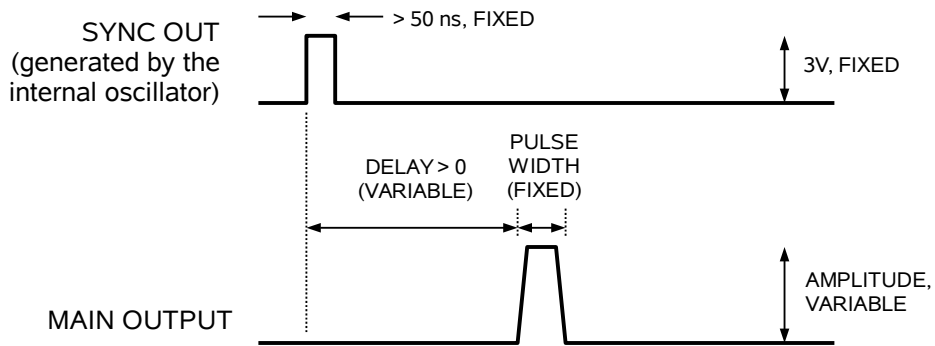 SYNC OUT
(generated by the
internal oscillator)
> 50 ns, FIXED
3V, FIXED
DELAY > 0
(VARIABLE)
PULSE
WIDTH
(FIXED)
MAIN OUTPUT
AMPLITUDE,
VARIABLE